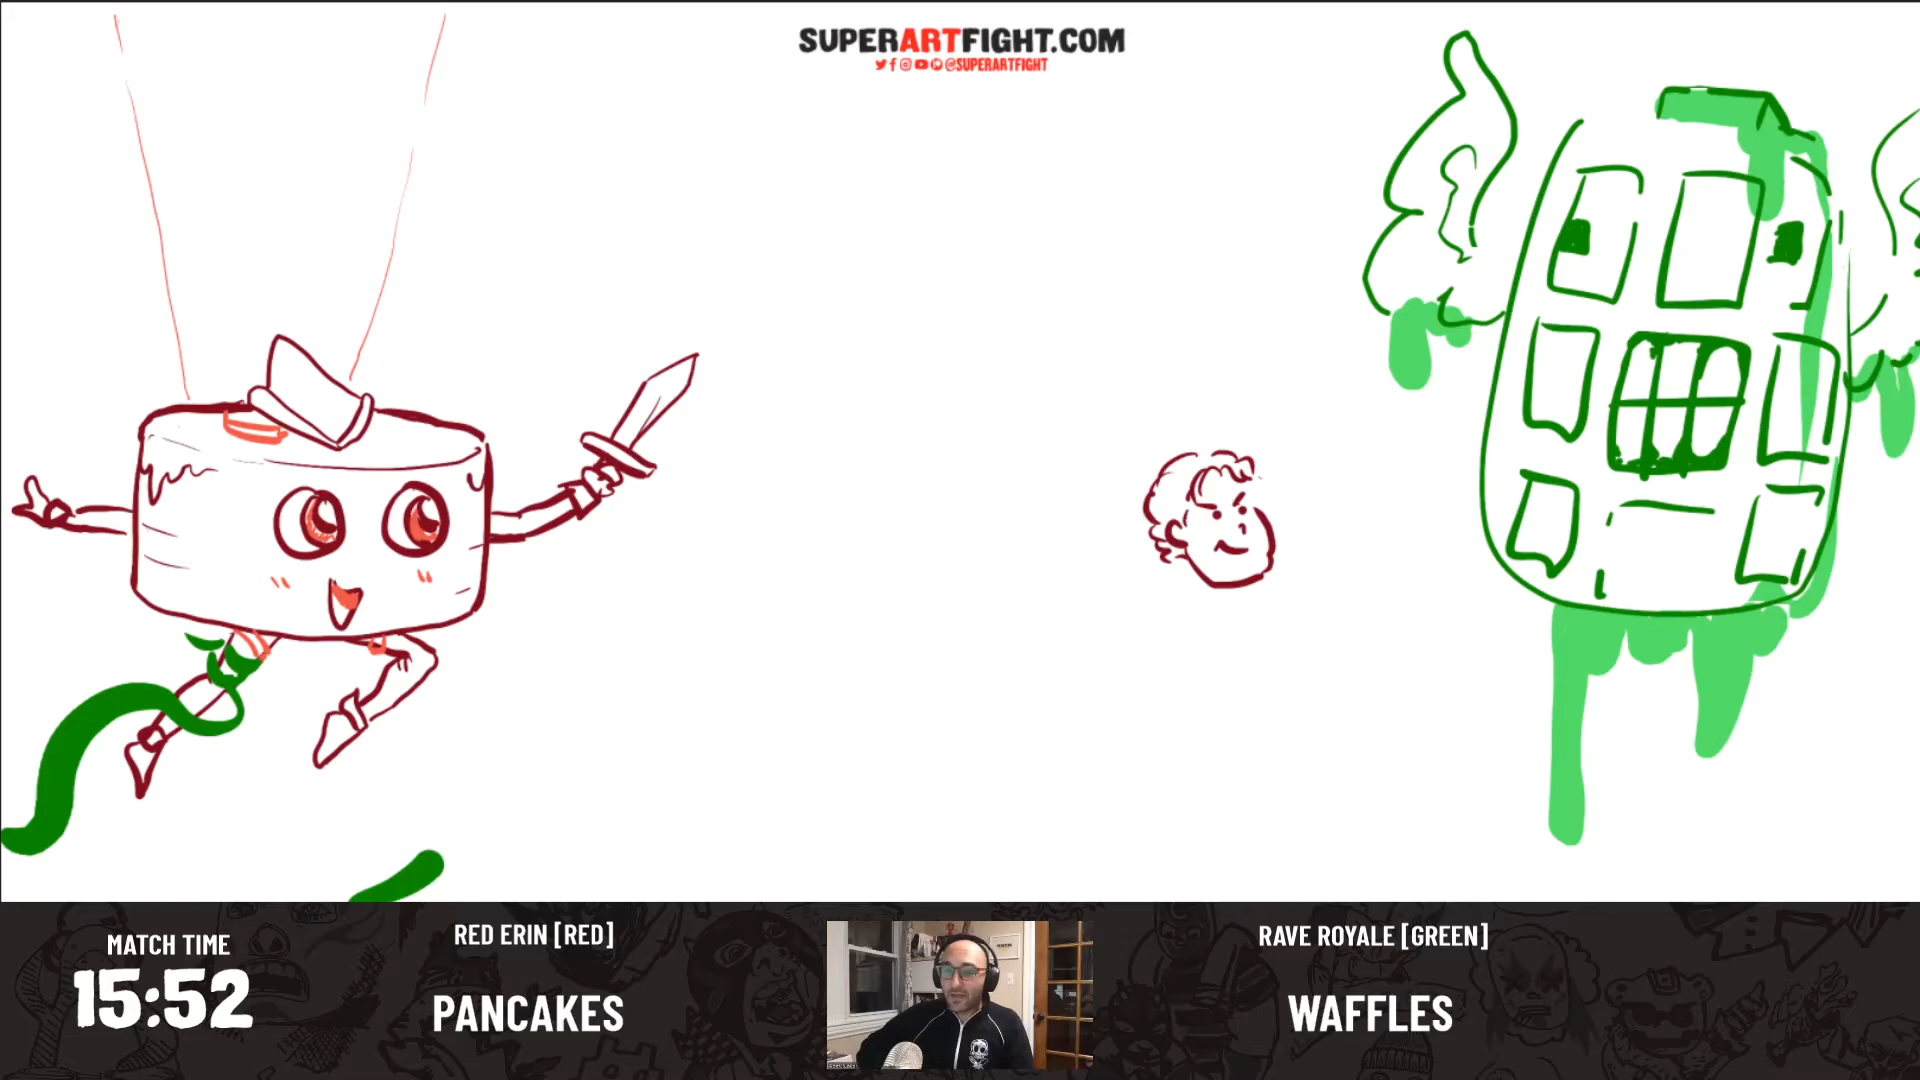 SUPERARTFIGHT.COM
@SUPERARTFIGHT
MATCH TIME
15:52
RED ERIN [RED]
PANCAKES
RAVE ROYALE [GREEN]
WAFFLES